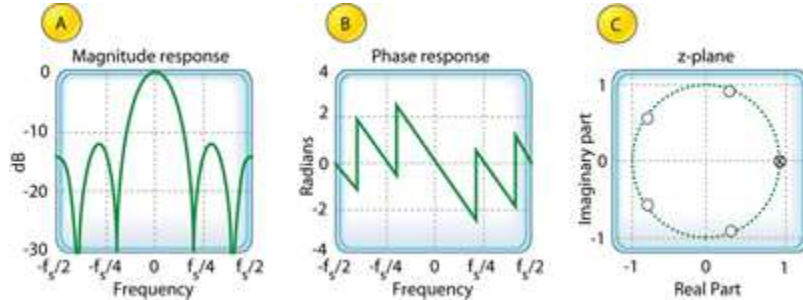 A
Magnitude response
0
-10
-20
-30
dB
-fs/2 -fs/4 0 fs/4 fs/2
Frequency
B
Phase response
4
2
0
-2
-4
Radians
-fs/2 -fs/4 0 fs/4 fs/2
Frequency
C
z-plane
1
0
-1
Imaginary part
-1 0 1
Real Part